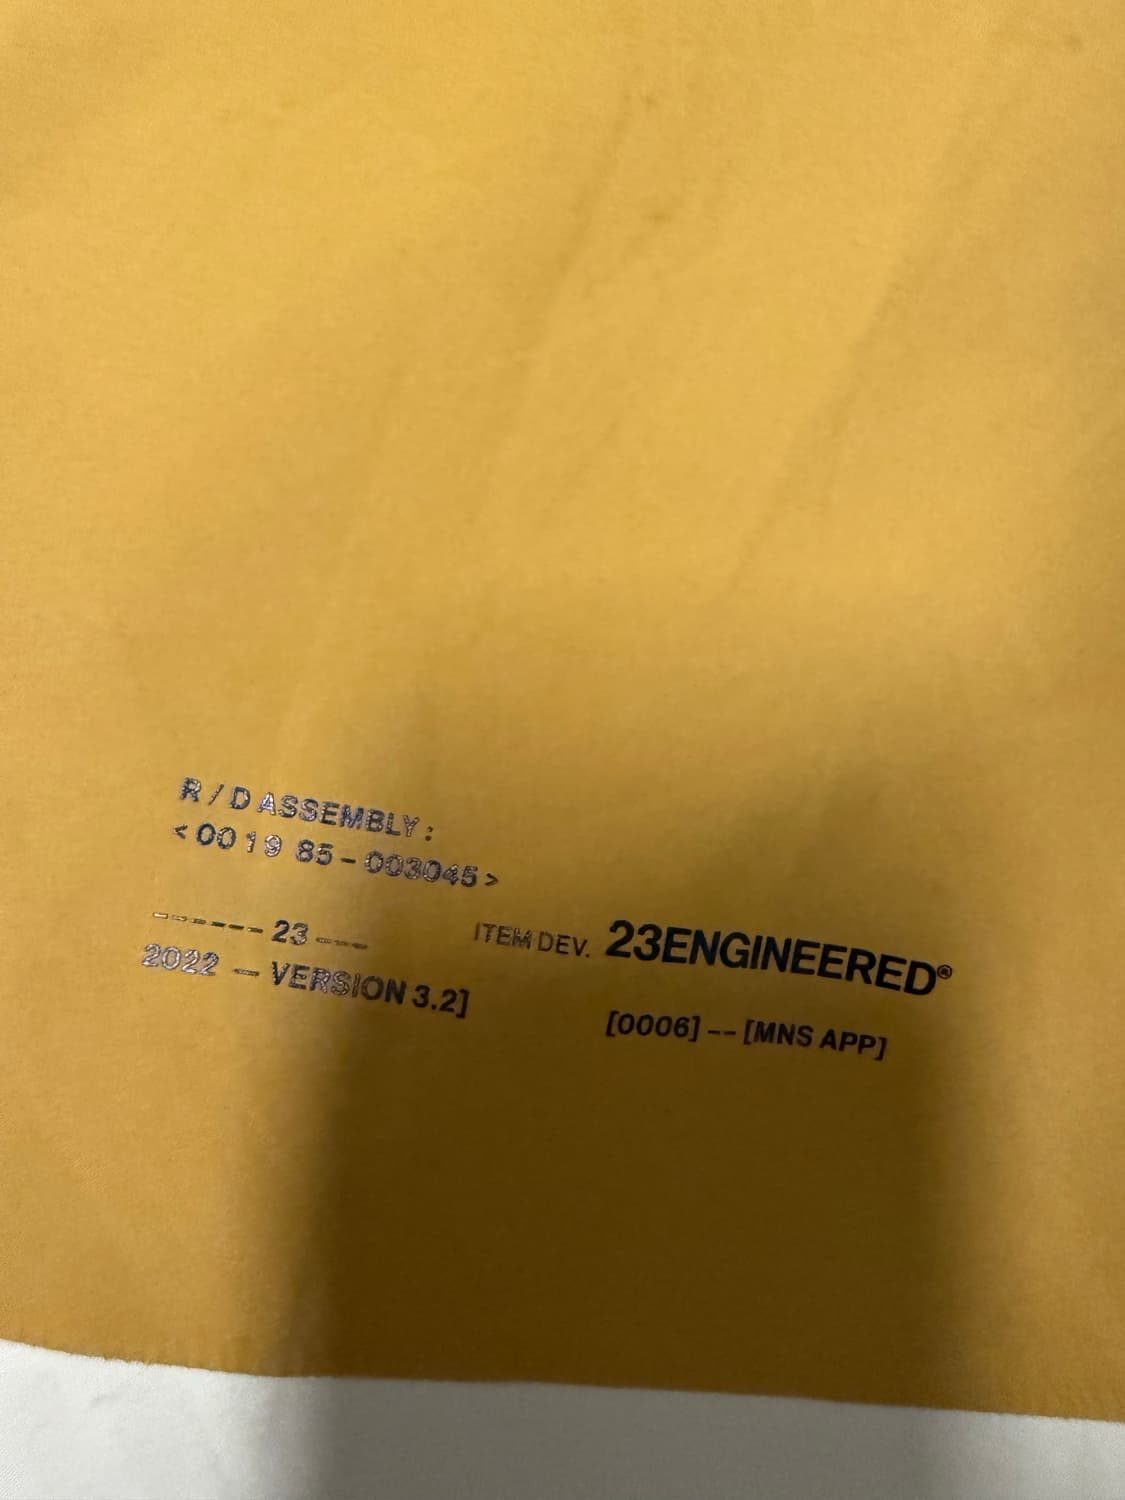 R / D ASSEMBLY :
< 00 19 85 - 003045 >
------ 23 ----
2022 — VERSION 3.2]
ITEM DEV. 23ENGINEERED®
[0006] -- [MNS APP]